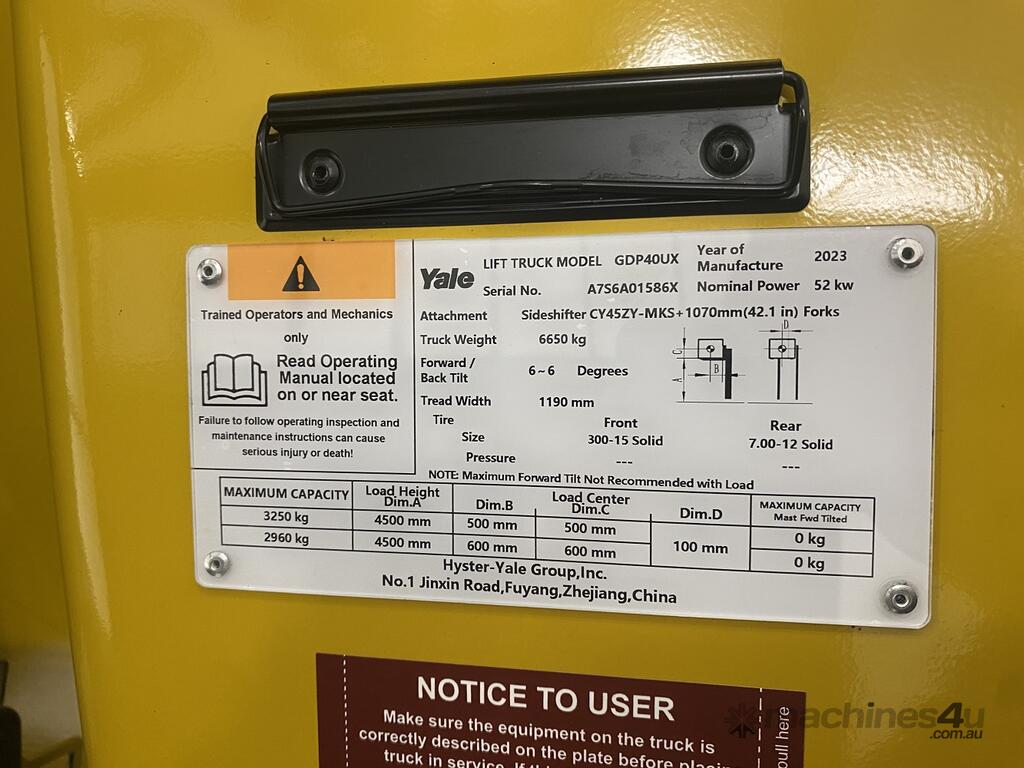 Trained Operators and Mechanics
only
Read Operating
Manual located
on or near seat.
Failure to follow operating inspection and
maintenance instructions can cause
serious injury or death!
Yale
LIFT TRUCK MODEL GDP40UX
Year of Manufacture 2023
Serial No. A7S6A01586X
Nominal Power 52 kw
Attachment Sideshifter CY45ZY-MKS+1070mm(42.1 in) Forks
Truck Weight 6650 kg
Forward /
Back Tilt 6~6 Degrees
Tread Width 1190 mm
Tire Front Rear
Size 300-15 Solid 7.00-12 Solid
Pressure --- ---
C
A
B
D
NOTE: Maximum Forward Tilt Not Recommended with Load
MAXIMUM CAPACITY Load Height Dim.A Dim.B Load Center Dim.C Dim.D MAXIMUM CAPACITY Mast Fwd Tilted
3250 kg 4500 mm 500 mm 500 mm 100 mm 0 kg
2960 kg 4500 mm 600 mm 600 mm 0 kg
Hyster-Yale Group,Inc.
No.1 Jinxin Road,Fuyang,Zhejiang,China
NOTICE TO USER
Make sure the equipment on the truck is
correctly described on the plate before placing
truck in service. If
pull here
machines4u
.com.au